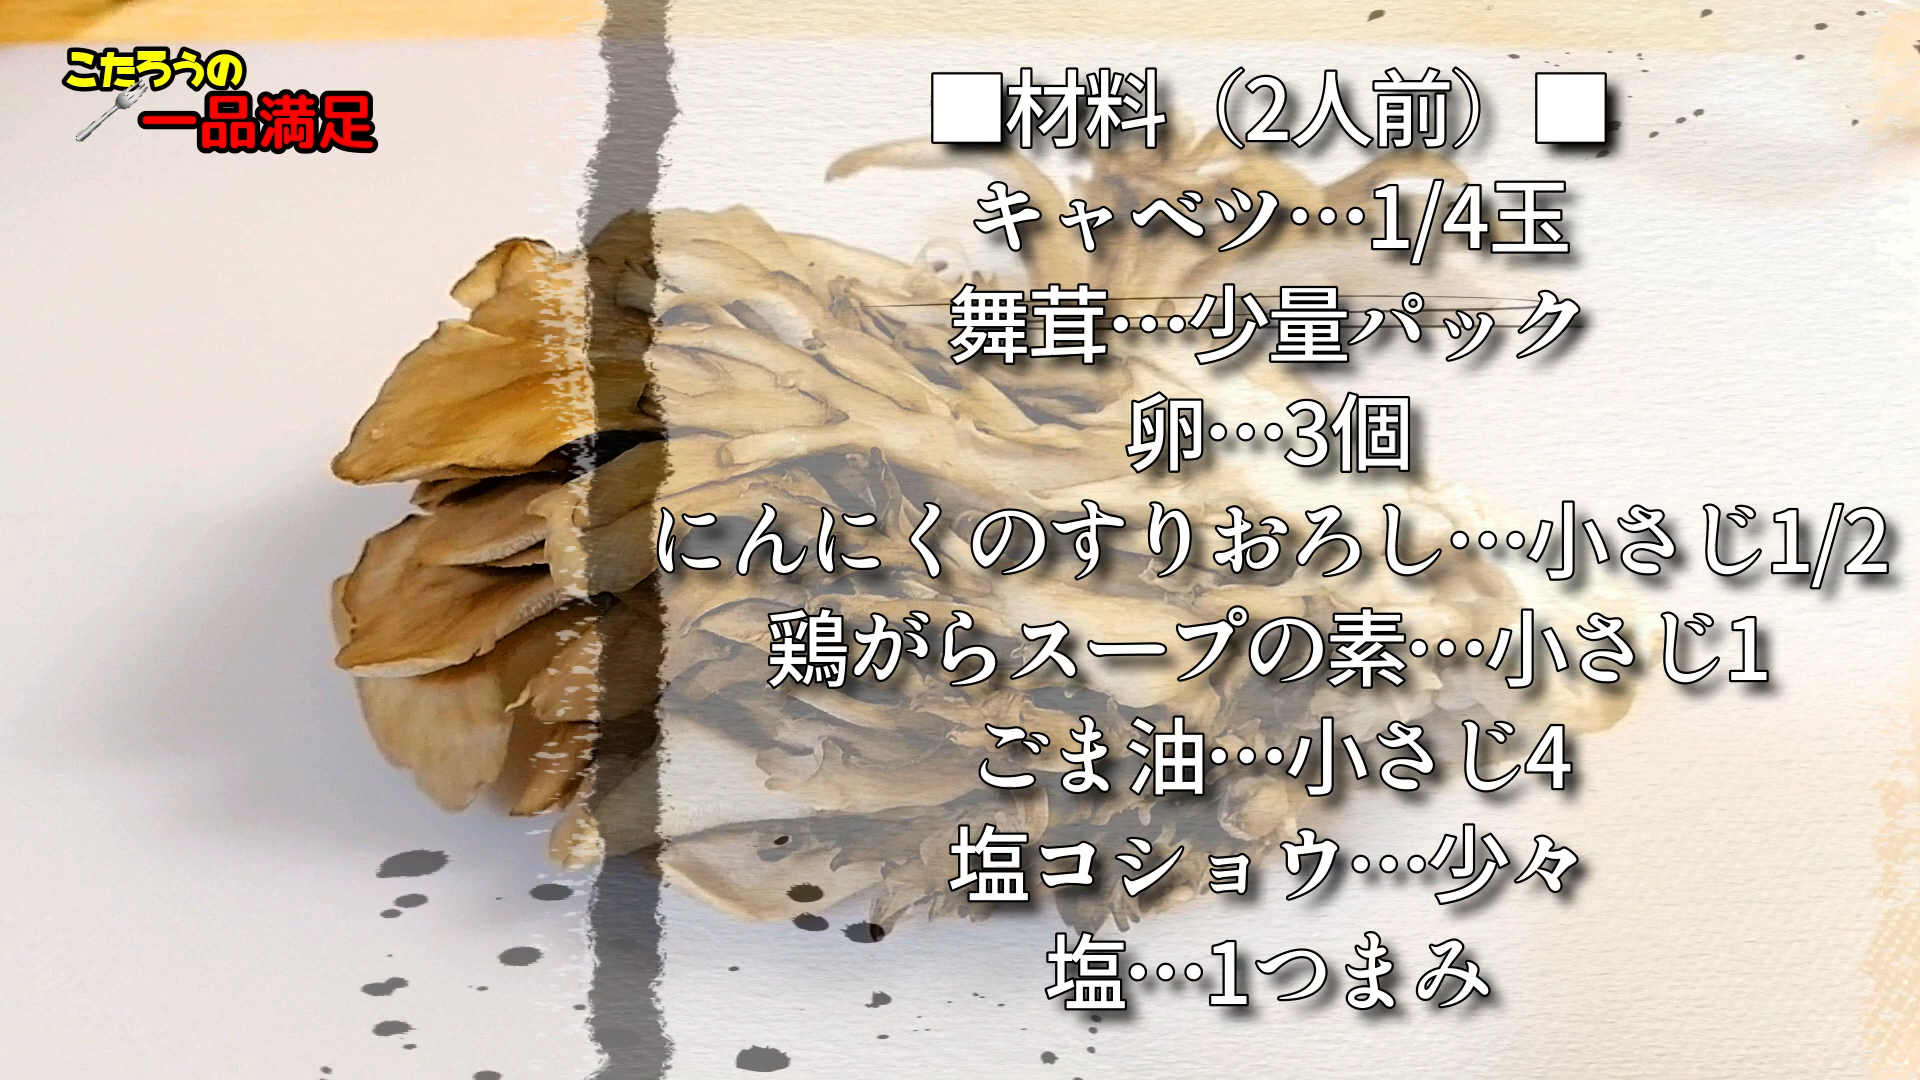 こたろうの
一品満足
■材料（2人前）■
キャベツ…1/4玉
舞茸…少量パック
卵…3個
にんにくのすりおろし…小さじ1/2
鶏がらスープの素…小さじ1
ごま油…小さじ4
塩コショウ…少々
塩…1つまみ